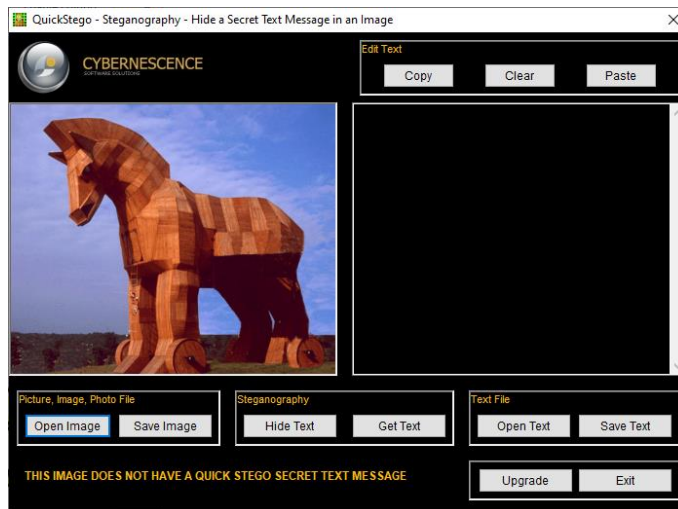 QuickStego - Steganography - Hide a Secret Text Message in an Image
CYBERNESCENCE
SOFTWARE SOLUTIONS
Edit Text
Copy Clear Paste
Picture, Image, Photo File
Open Image Save Image
Steganography
Hide Text Get Text
Text File
Open Text Save Text
THIS IMAGE DOES NOT HAVE A QUICK STEGO SECRET TEXT MESSAGE
Upgrade Exit